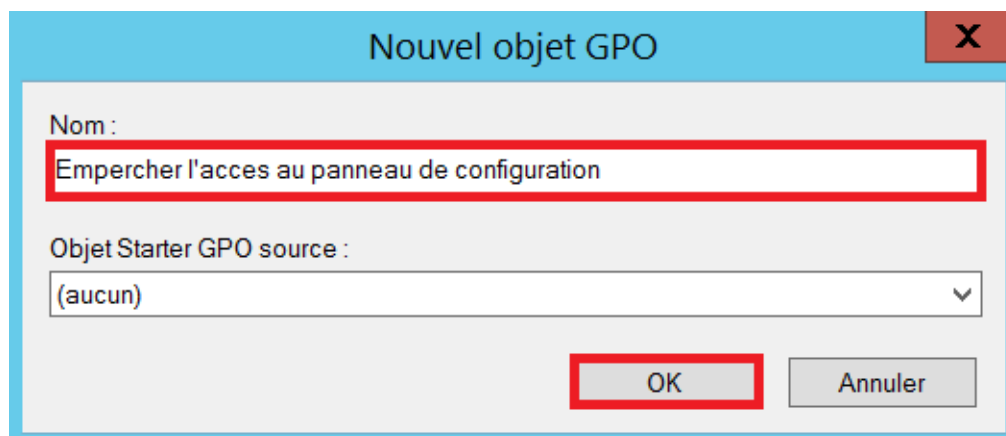 Nouvel objet GPO
X
Nom :
Empercher l'acces au panneau de configuration
Objet Starter GPO source :
(aucun)
OK
Annuler